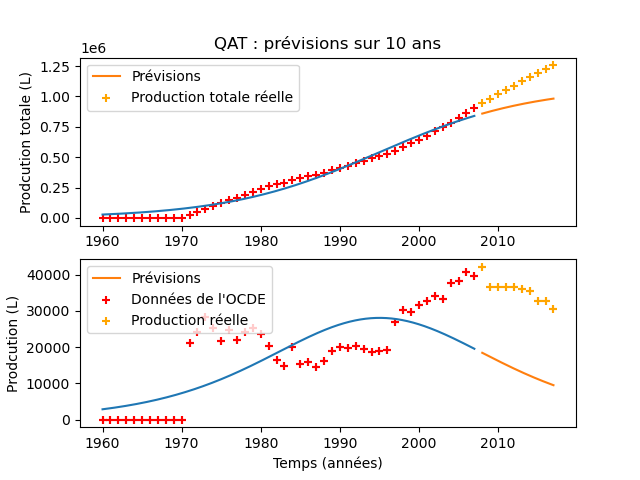 QAT : prévisions sur 10 ans
1e6
Prodcution totale (L)
1.25
1.00
0.75
0.50
0.25
0.00
Prévisions
Production totale réelle
1960 1970 1980 1990 2000 2010
Prodcution (L)
40000
30000
20000
10000
0
Prévisions
Données de l'OCDE
Production réelle
1960 1970 1980 1990 2000 2010
Temps (années)